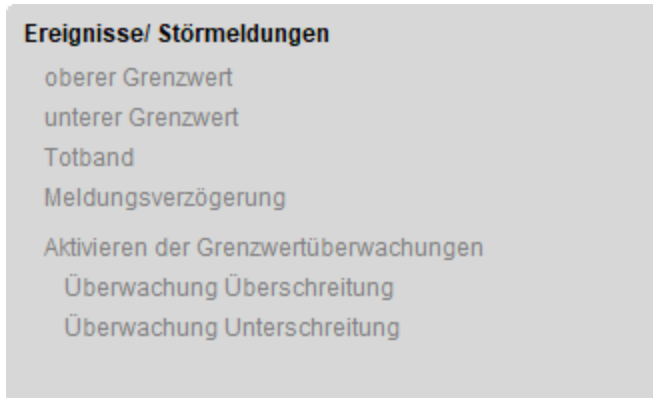 Ereignisse/ Störmeldungen
oberer Grenzwert
unterer Grenzwert
Totband
Meldungsverzögerung
Aktivieren der Grenzwertüberwachungen
Überwachung Überschreitung
Überwachung Unterschreitung